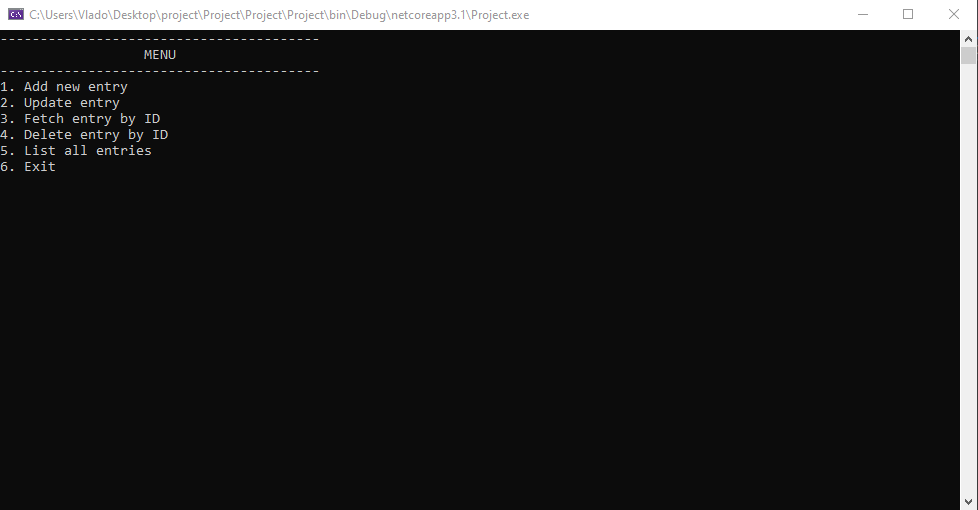 C:\Users\Vlado\Desktop\project\Project\Project\Project\bin\Debug\netcoreapp3.1\Project.exe
----------------------------------------
MENU
----------------------------------------
1. Add new entry
2. Update entry
3. Fetch entry by ID
4. Delete entry by ID
5. List all entries
6. Exit